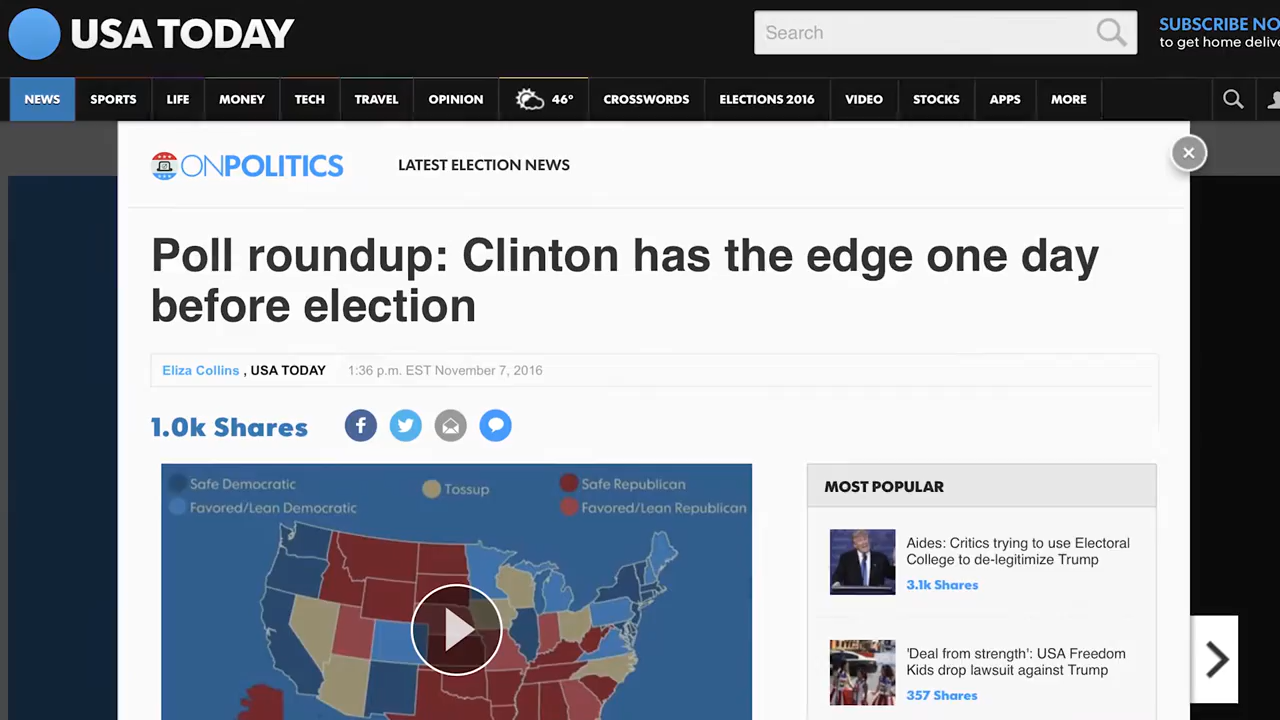 USA TODAY
Search
SUBSCRIBE NO
to get home delive
NEWS
SPORTS
LIFE
MONEY
TECH
TRAVEL
OPINION
46°
CROSSWORDS
ELECTIONS 2016
VIDEO
STOCKS
APPS
MORE
ONPOLITICS
LATEST ELECTION NEWS
Poll roundup: Clinton has the edge one day
before election
Eliza Collins , USA TODAY 1:36 p.m. EST November 7, 2016
1.0k Shares
Safe Democratic
Tossup
Safe Republican
Favored/Lean Democratic
Favored/Lean Republican
MOST POPULAR
Aides: Critics trying to use Electoral
College to de-legitimize Trump
3.1k Shares
'Deal from strength': USA Freedom
Kids drop lawsuit against Trump
357 Shares